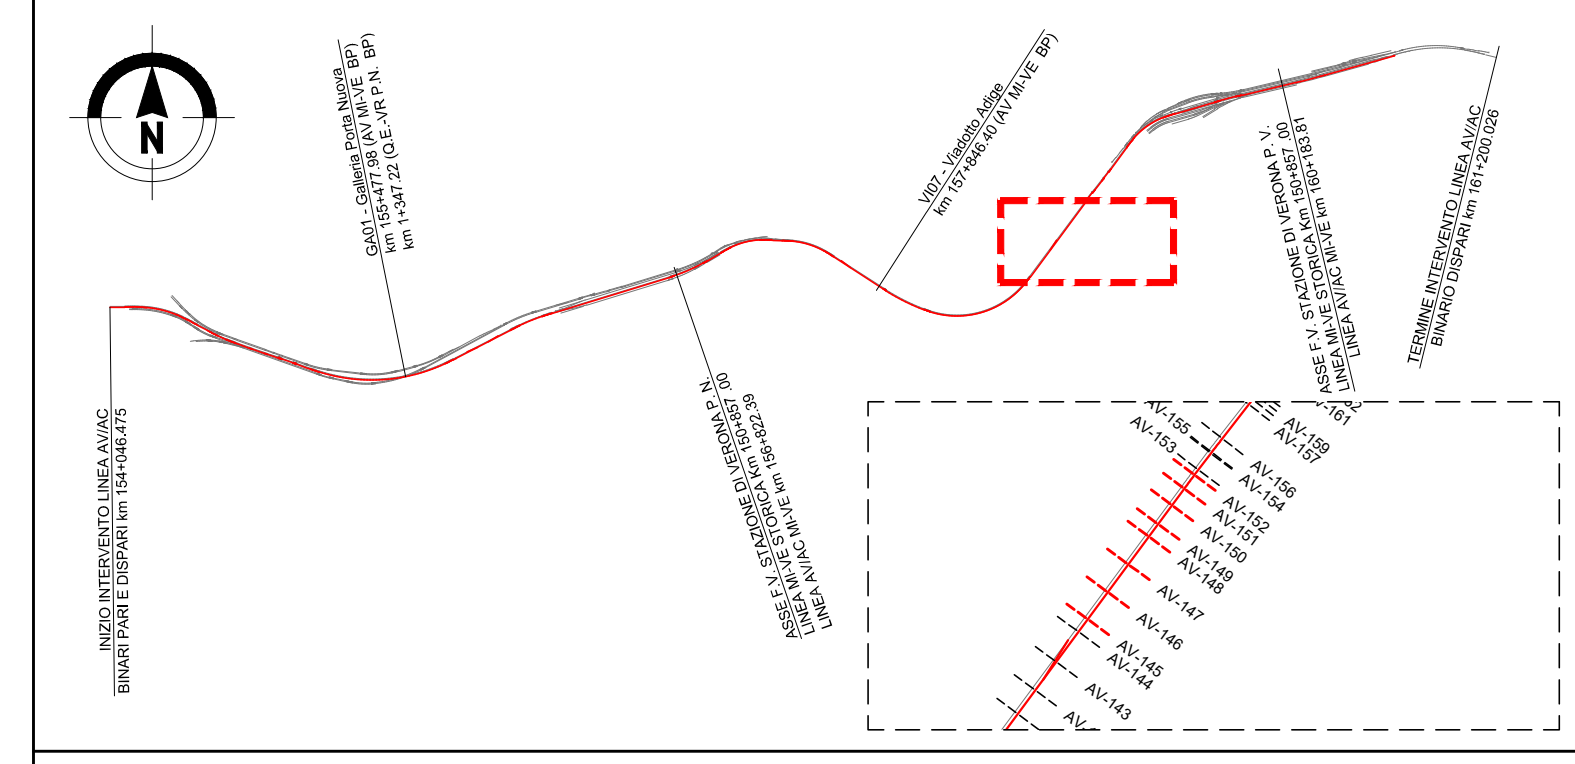 N
INIZIO INTERVENTO LINEA AV/AC
BINARI PARI E DISPARI km 154+046.475
GA01 - Galleria Porta Nuova
km 155+477.98 (AV MI-VE BP)
km 1+347.22 (Q.E.-VR P.N. BP)
ASSE F.V. STAZIONE DI VERONA P. N.
LINEA MI-VE STORICA Km 150+857 .00
LINEA AV/AC MI-VE km 156+822.39
VI07 - Viadotto Adige
km 157+846.40 (AV MI-VE BP)
ASSE F.V. STAZIONE DI VERONA P. V.
LINEA MI-VE STORICA Km 150+857 .00
LINEA AV/AC MI-VE km 160+183.81
TERMINE INTERVENTO LINEA AV/AC
BINARIO DISPARI km 161+200.026
AV-155
AV-153
AV-161
AV-159
AV-157
AV-156
AV-154
AV-152
AV-151
AV-150
AV-149
AV-148
AV-147
AV-146
AV-145
AV-144
AV-143